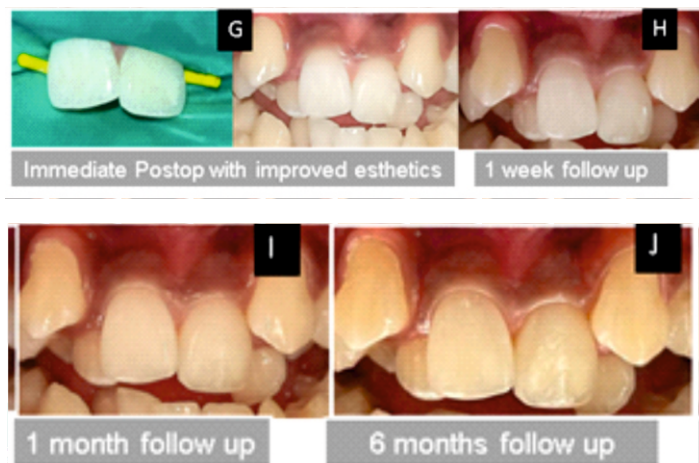 G
H
Immediate Postop with improved esthetics
1 week follow up
I
J
1 month follow up
6 months follow up